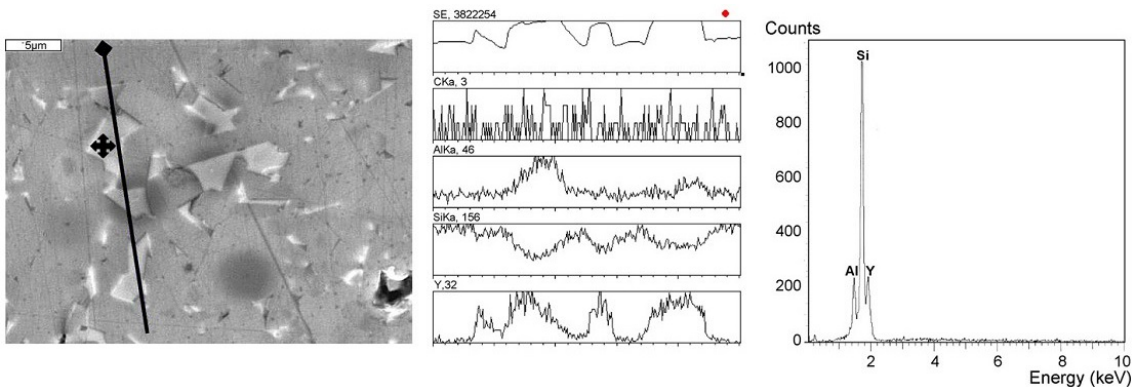 5µm
SE, 3822254
CKa, 3
AlKa, 46
SiKa, 156
Y,32
Counts
1000
800
600
400
200
0
Si
Al
Y
2
4
6
8
10
Energy (keV)